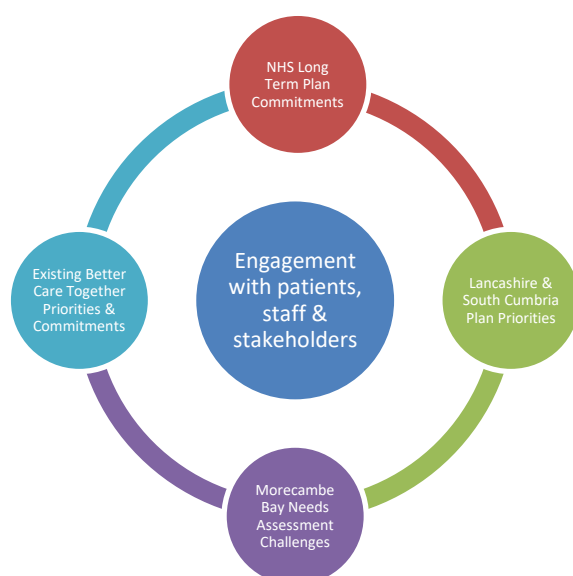 NHS Long
Term Plan
Commitments
Existing Better
Care Together
Priorities &
Commitments
Engagement
with patients,
staff &
stakeholders
Lancashire &
South Cumbria
Plan Priorities
Morecambe
Bay Needs
Assessment
Challenges